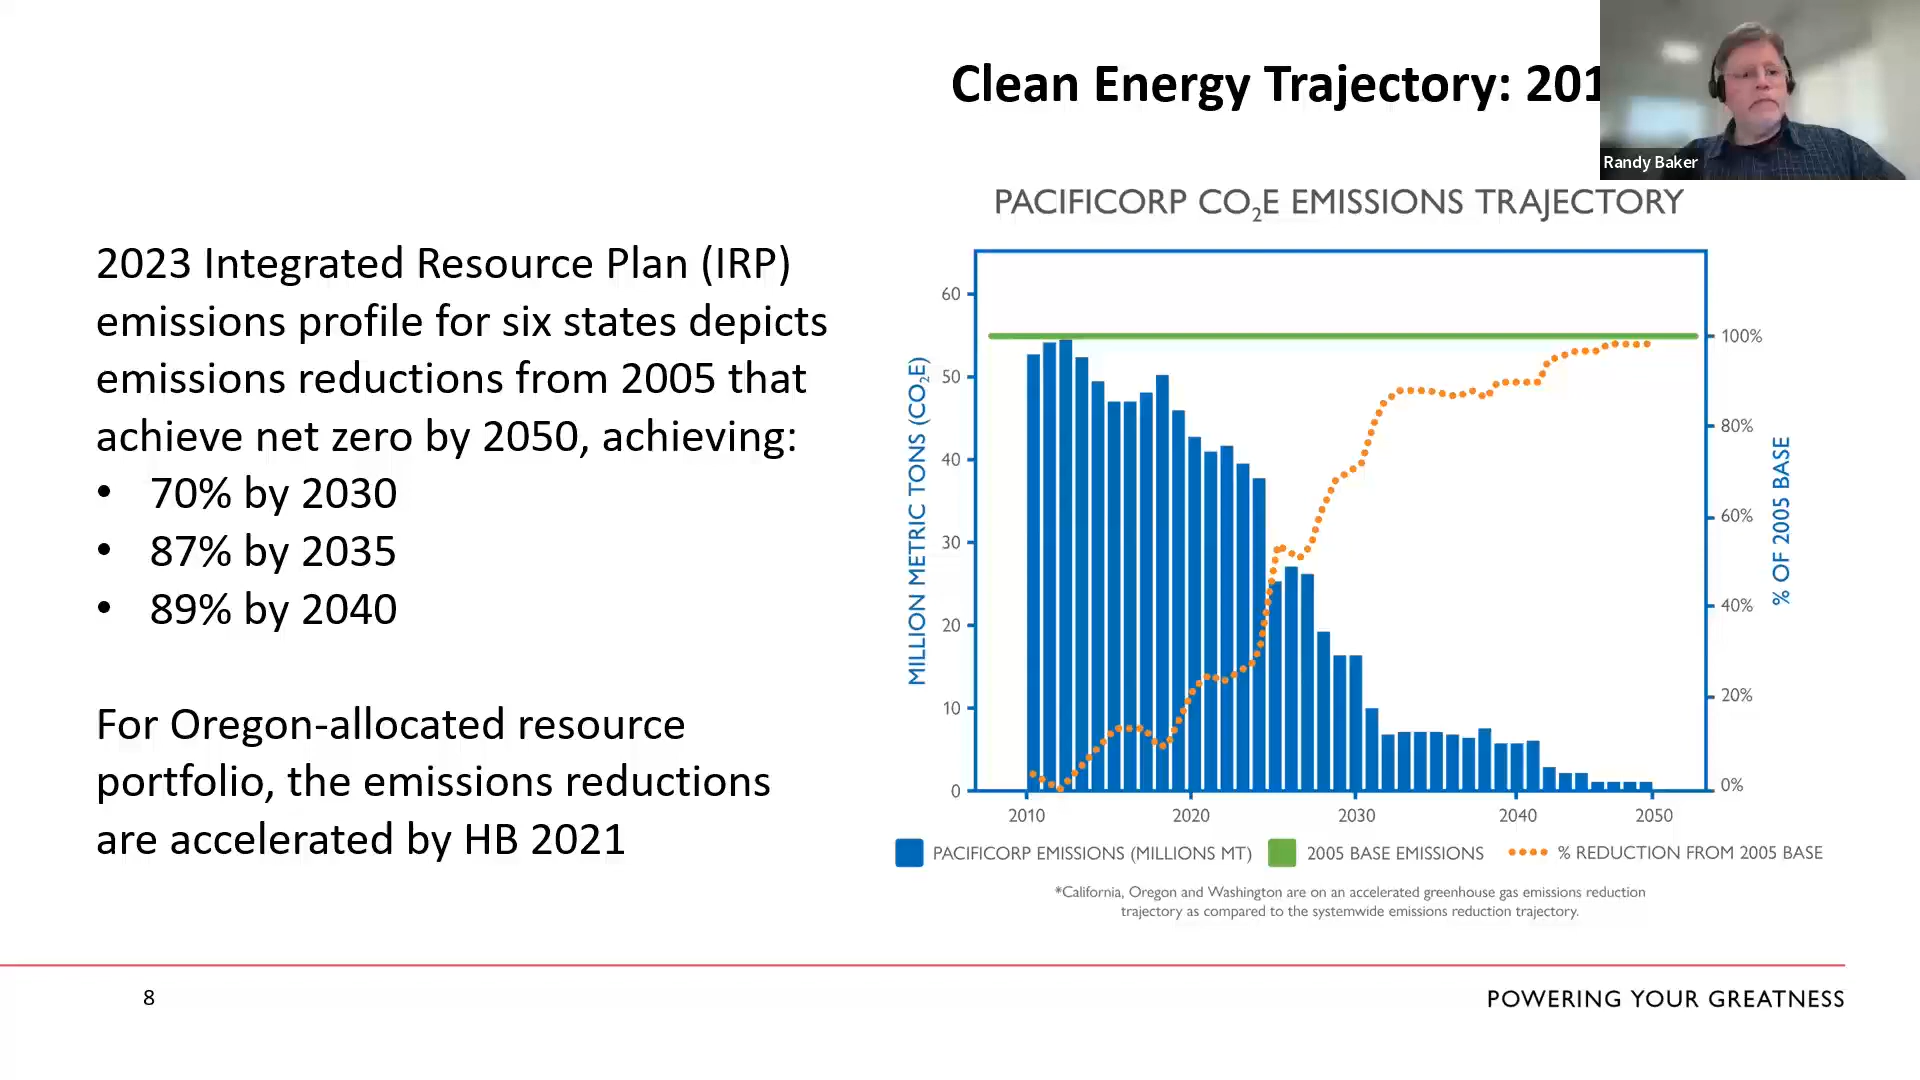 Clean Energy Trajectory: 201
Randy Baker
2023 Integrated Resource Plan (IRP)
emissions profile for six states depicts
emissions reductions from 2005 that
achieve net zero by 2050, achieving:
• 70% by 2030
• 87% by 2035
• 89% by 2040
For Oregon-allocated resource
portfolio, the emissions reductions
are accelerated by HB 2021
PACIFICORP CO₂E EMISSIONS TRAJECTORY
MILLION METRIC TONS (CO₂E)
60
50
40
30
20
10
0
100%
80%
60%
40%
20%
0%
% OF 2005 BASE
2010 2020 2030 2040 2050
PACIFICORP EMISSIONS (MILLIONS MT) 2005 BASE EMISSIONS % REDUCTION FROM 2005 BASE
*California, Oregon and Washington are on an accelerated greenhouse gas emissions reduction
trajectory as compared to the systemwide emissions reduction trajectory.
8
POWERING YOUR GREATNESS